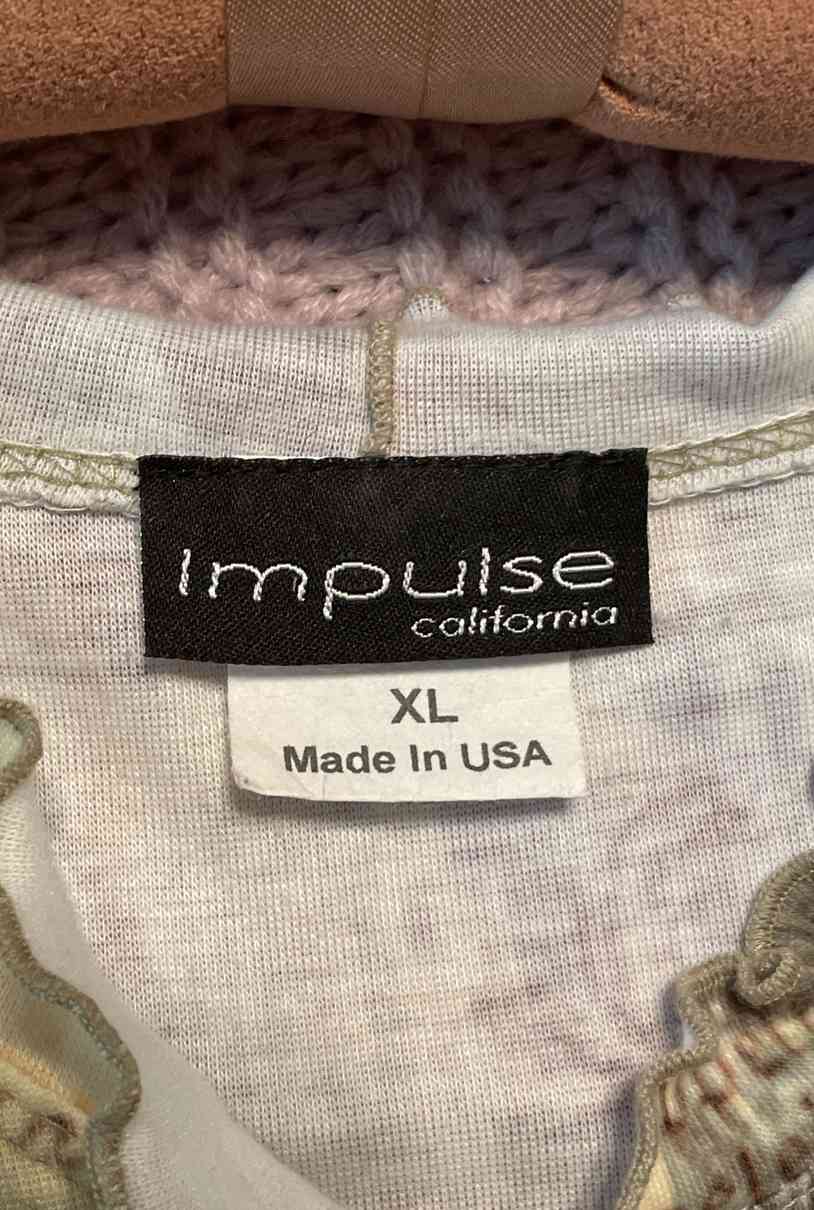 Impulse
california
XL
Made In USA